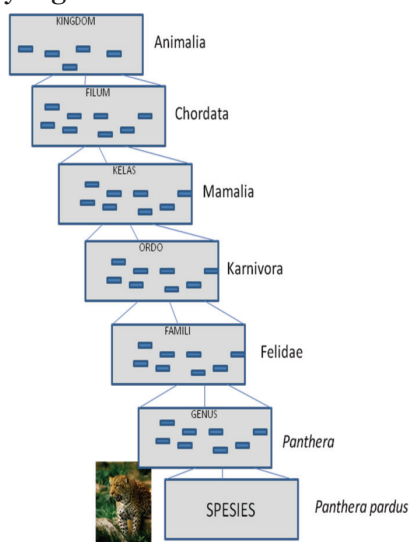 KINGDOM
Animalia
FILUM
Chordata
KELAS
Mamalia
ORDO
Karnivora
FAMILI
Felidae
GENUS
Panthera
SPESIES
Panthera pardus